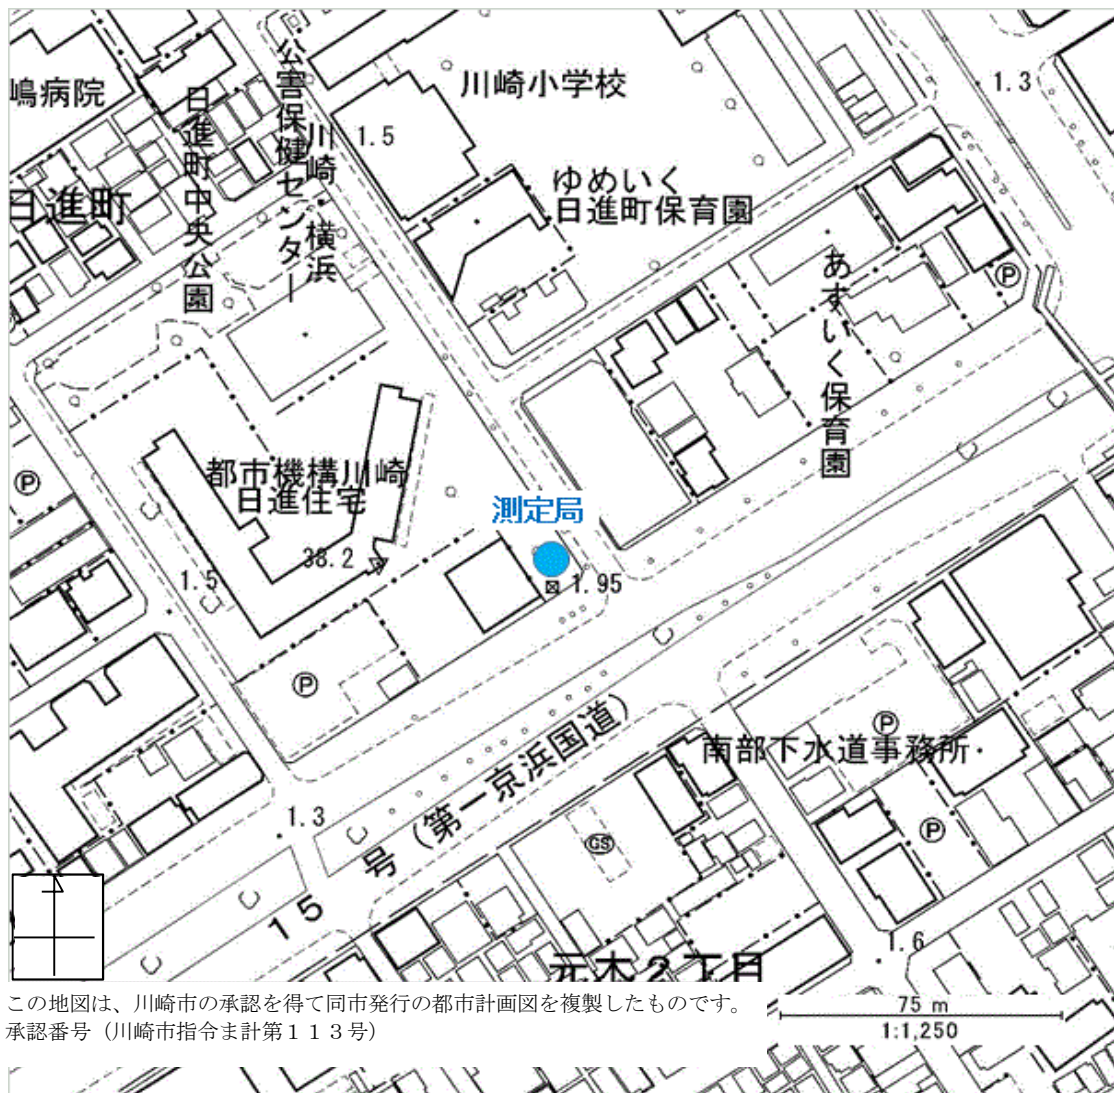 嶋病院
日進町中央公園
公害保健センター
川崎・横浜
川崎小学校
1.3
1.5
日進町
ゆめいく
日進町保育園
あすいく保育園
P
P
都市機構川崎
日進住宅
測定局
38.2
1.5
1.95
P
P
南部下水道事務所
1.3
15号(第一京浜国道)
GS
P
1.6
元木2丁目
この地図は、川崎市の承認を得て同市発行の都市計画図を複製したものです。
承認番号(川崎市指令ま計第113号)
75 m
1:1,250